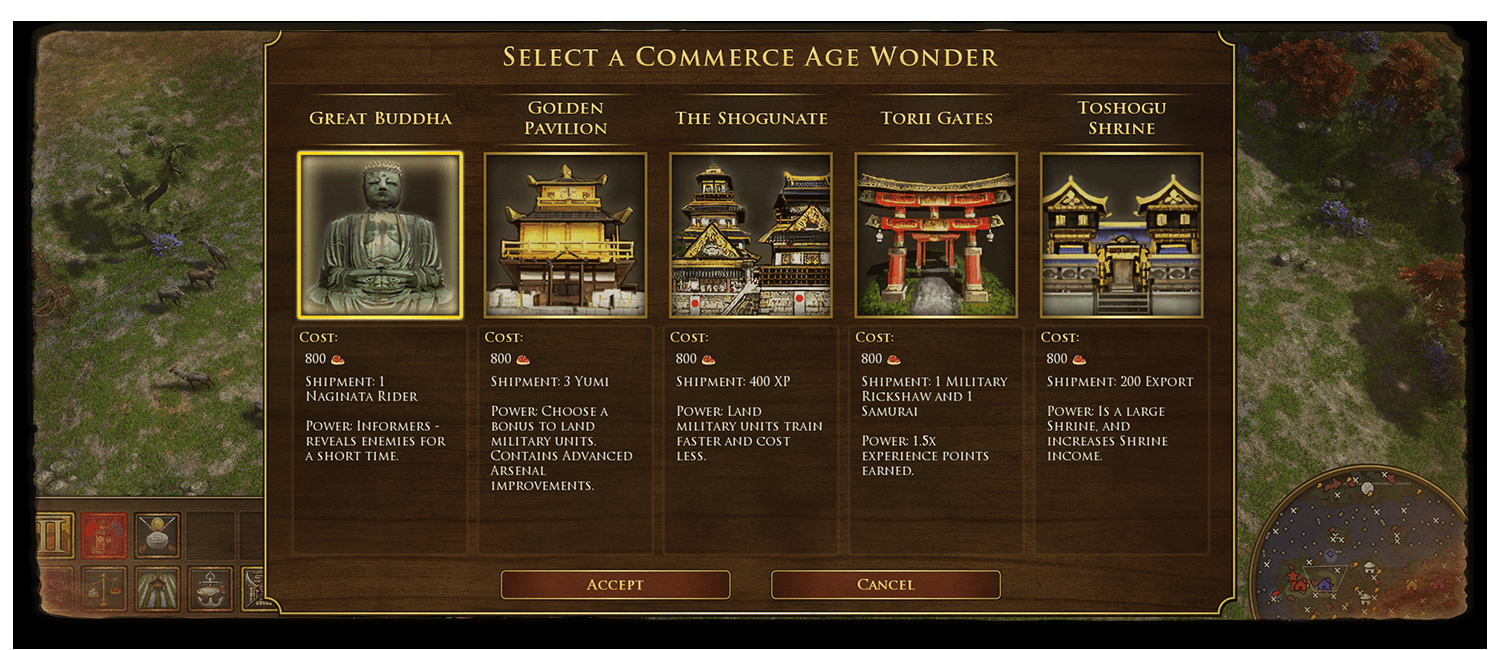 Select a Commerce Age Wonder
Great Buddha
Cost:
800
Shipment: 1
Naginata Rider
Power: Informers -
reveals enemies for
a short time.
Golden
Pavilion
Cost:
800
Shipment: 3 Yumi
Power: Choose a
bonus to land
military units.
Contains Advanced
Arsenal
improvements.
The Shogunate
Cost:
800
Shipment: 400 XP
Power: Land
military units train
faster and cost
less.
Torii Gates
Cost:
800
Shipment: 1 Military
Rickshaw and 1
Samurai
Power: 1.5x
experience points
earned.
Toshogu
Shrine
Cost:
800
Shipment: 200 Export
Power: Is a large
Shrine, and
increases Shrine
income.
II
Accept
Cancel